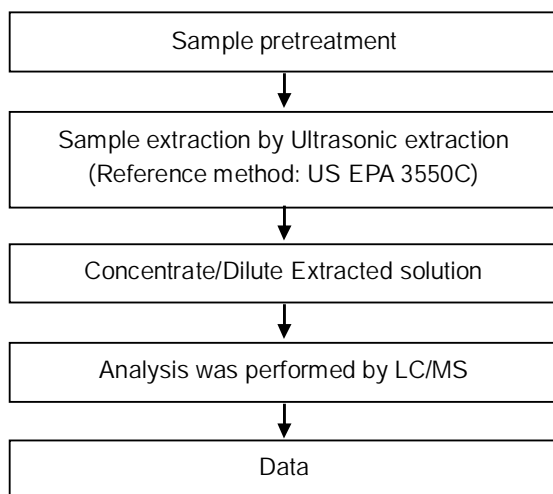 Sample pretreatment
Sample extraction by Ultrasonic extraction
(Reference method: US EPA 3550C)
Concentrate/Dilute Extracted solution
Analysis was performed by LC/MS
Data